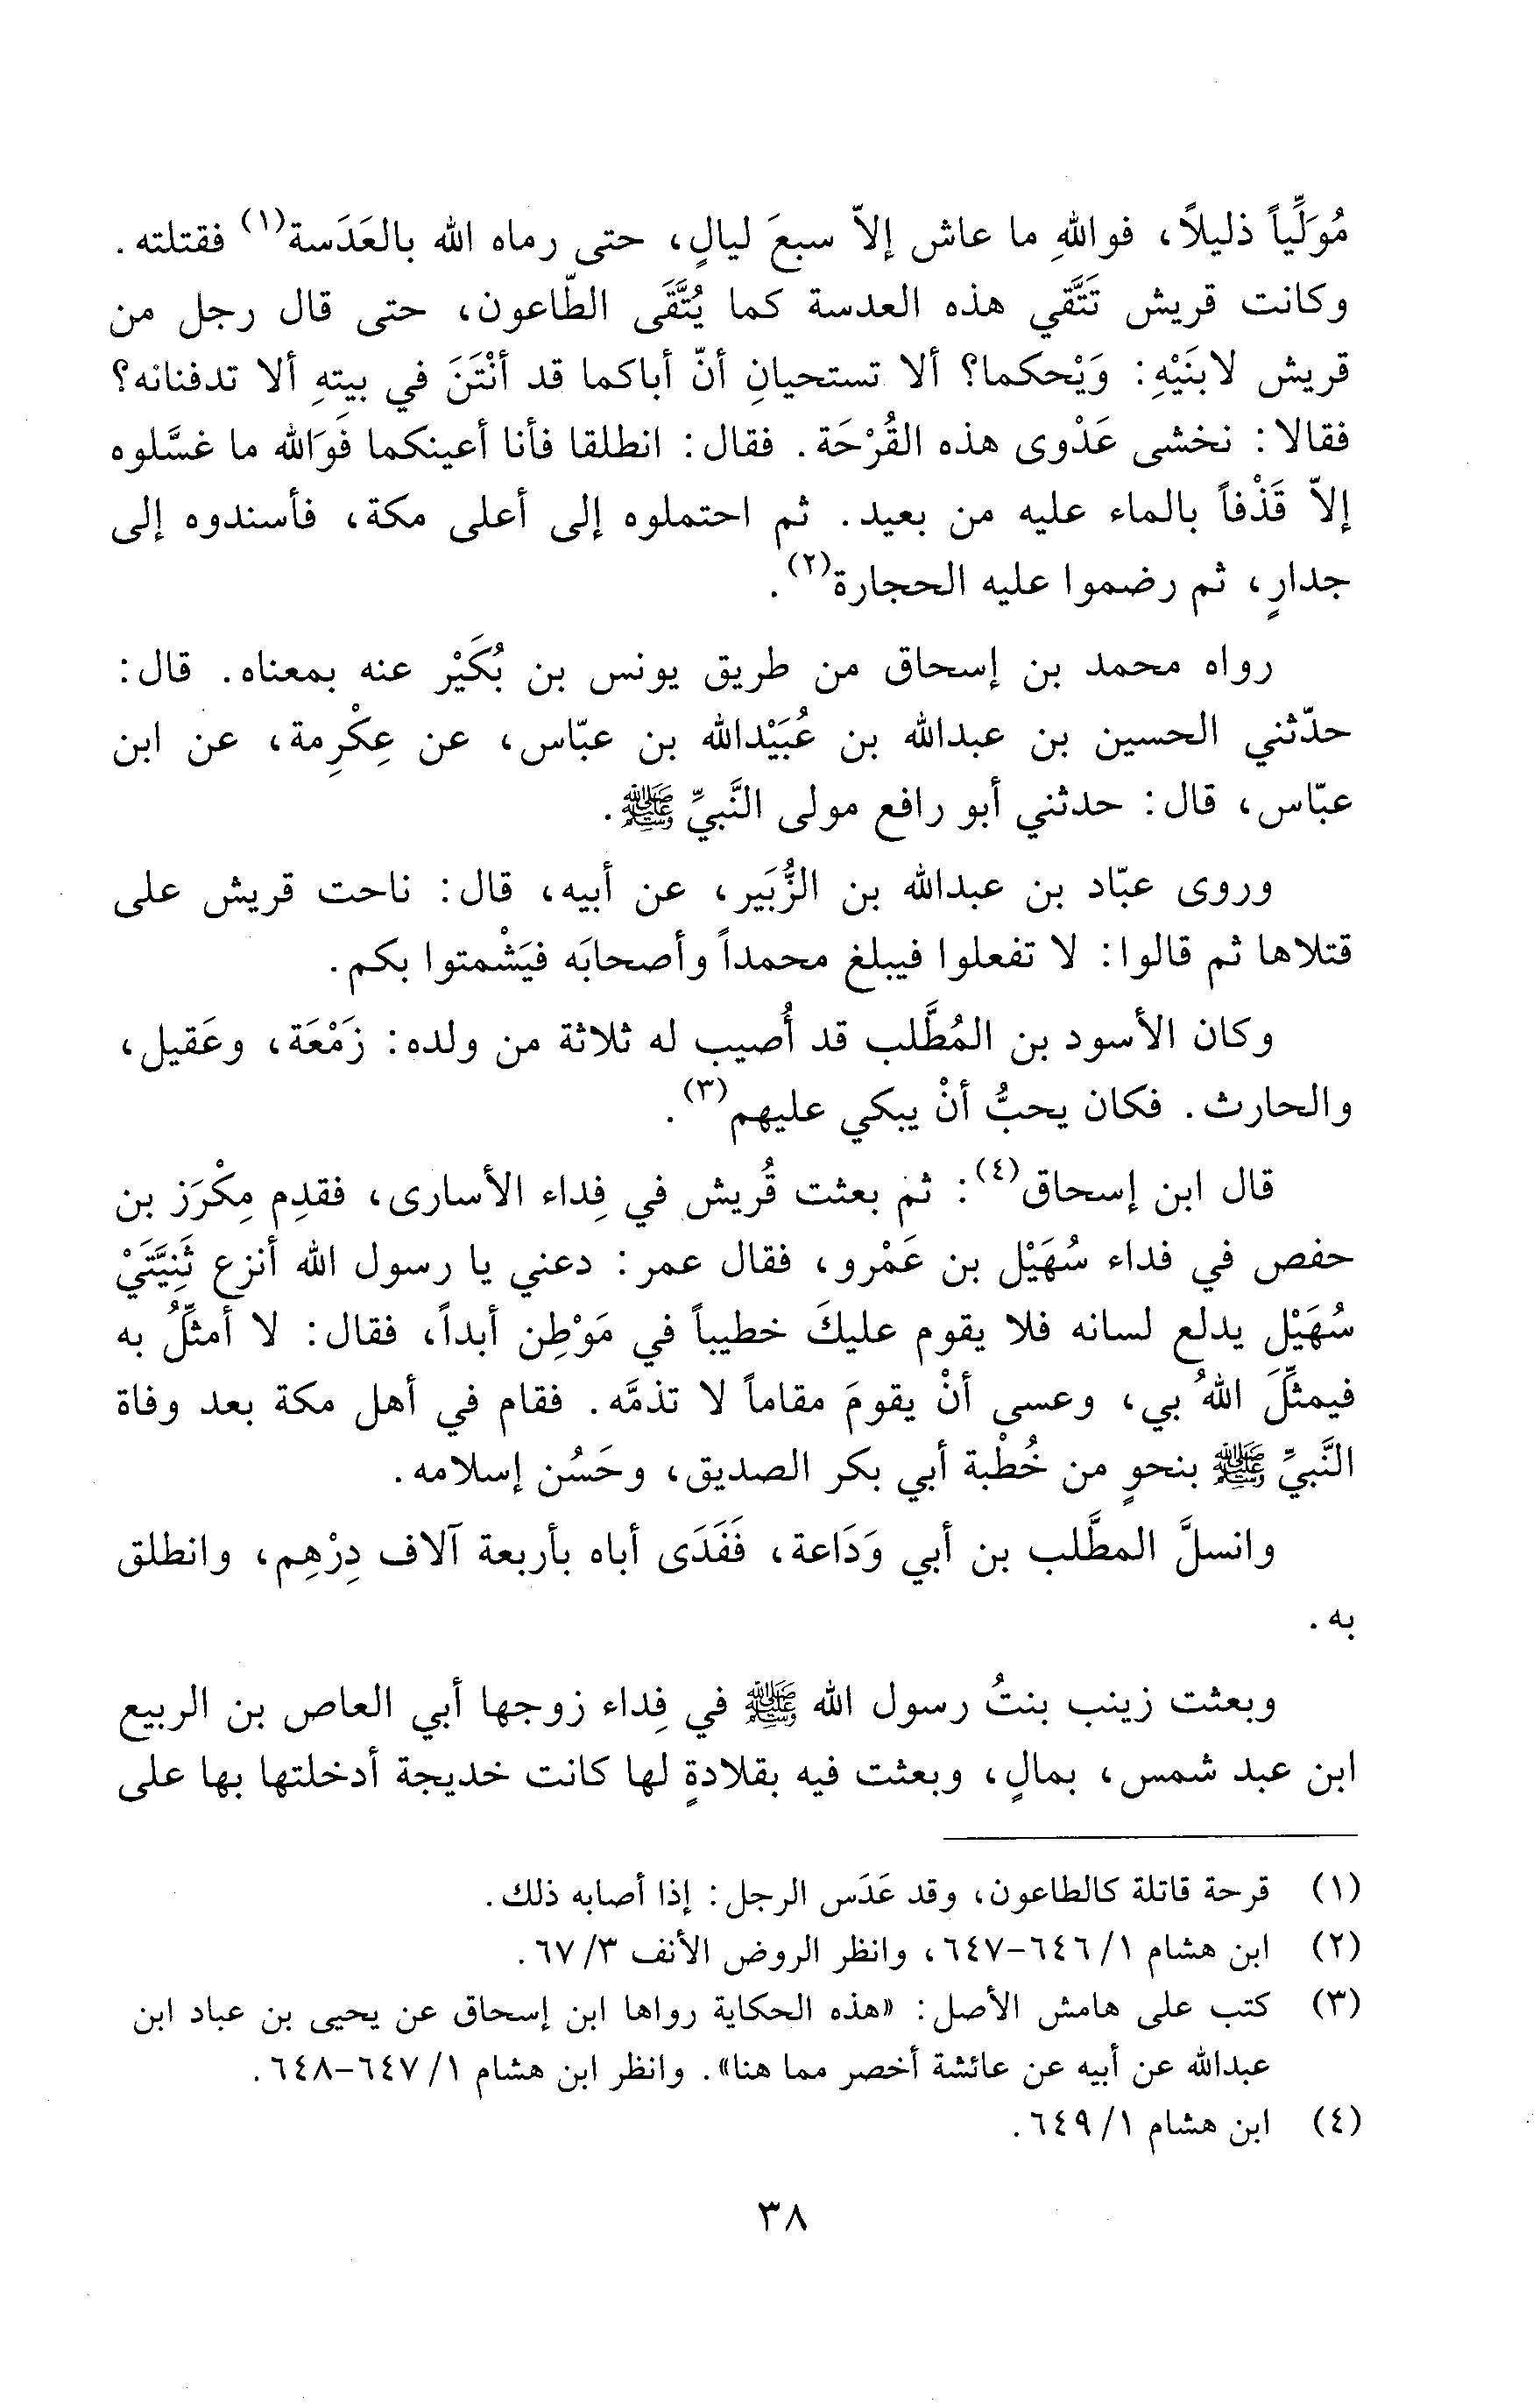 مُوَلِّياً ذليلاً، فواللهِ ما عاش إلاّ سبعَ ليالٍ، حتى رماه الله بالعَدَسة(١) فقتلته.
وكانت قريش تَتَّقي هذه العدسة كما يُتَّقَى الطّاعون، حتى قال رجل من
قريش لابنَيْهِ: وَيْحكما؟ ألا تستحيانِ أنّ أباكما قد أنْتَنَ في بيتهِ ألا تدفنانه؟
فقالا: نخشى عَدْوى هذه القُرْحَة. فقال: انطلقا فأنا أعينكما فَوَالله ما غسَّلوه
إلاّ قَذْفاً بالماء عليه من بعيد. ثم احتملوه إلى أعلى مكة، فأسندوه إلى
جدارٍ، ثم رضموا عليه الحجارة(٢).
رواه محمد بن إسحاق من طريق يونس بن بُكَيْر عنه بمعناه. قال:
حدّثني الحسين بن عبدالله بن عُبَيْدالله بن عبّاس، عن عِكْرِمة، عن ابن
عبّاس، قال: حدثني أبو رافع مولى النَّبيِّ ﷺ.
وروى عبّاد بن عبدالله بن الزُّبَير، عن أبيه، قال: ناحت قريش على
قتلاها ثم قالوا: لا تفعلوا فيبلغ محمداً وأصحابَه فيَشْمتوا بكم.
وكان الأسود بن المُطَّلب قد أُصيب له ثلاثة من ولده: زَمْعَة، وعَقيل،
والحارث. فكان يحبُّ أنْ يبكي عليهم(٣).
قال ابن إسحاق(٤): ثم بعثت قُريش في فِداء الأسارى، فقدِم مِكْرَز بن
حفص في فداء سُهَيْل بن عَمْرو، فقال عمر: دعني يا رسول الله أنزع ثَنِيَّتَيْ
سُهَيْل يدلع لسانه فلا يقوم عليكَ خطيباً في مَوْطِن أبداً، فقال: لا أمثِّلُ به
فيمثِّلَ اللهُ بي، وعسى أنْ يقومَ مقاماً لا تذمَّه. فقام في أهل مكة بعد وفاة
النَّبيِّ ﷺ بنحوٍ من خُطْبة أبي بكر الصديق، وحَسُن إسلامه.
وانسلَّ المطَّلب بن أبي وَدَاعة، فَفَدَى أباه بأربعة آلاف دِرْهِم، وانطلق
به.
وبعثت زينب بنتُ رسول الله ﷺ في فِداء زوجها أبي العاص بن الربيع
ابن عبد شمس، بمالٍ، وبعثت فيه بقلادةٍ لها كانت خديجة أدخلتها بها على
(١) قرحة قاتلة كالطاعون، وقد عَدَس الرجل: إذا أصابه ذلك.
(٢) ابن هشام ١/ ٦٤٦-٦٤٧، وانظر الروض الأنف ٣/ ٦٧.
(٣) كتب على هامش الأصل: «هذه الحكاية رواها ابن إسحاق عن يحيى بن عباد ابن
عبدالله عن أبيه عن عائشة أخصر مما هنا». وانظر ابن هشام ١/ ٦٤٧-٦٤٨.
(٤) ابن هشام ١/ ٦٤٩.
٣٨